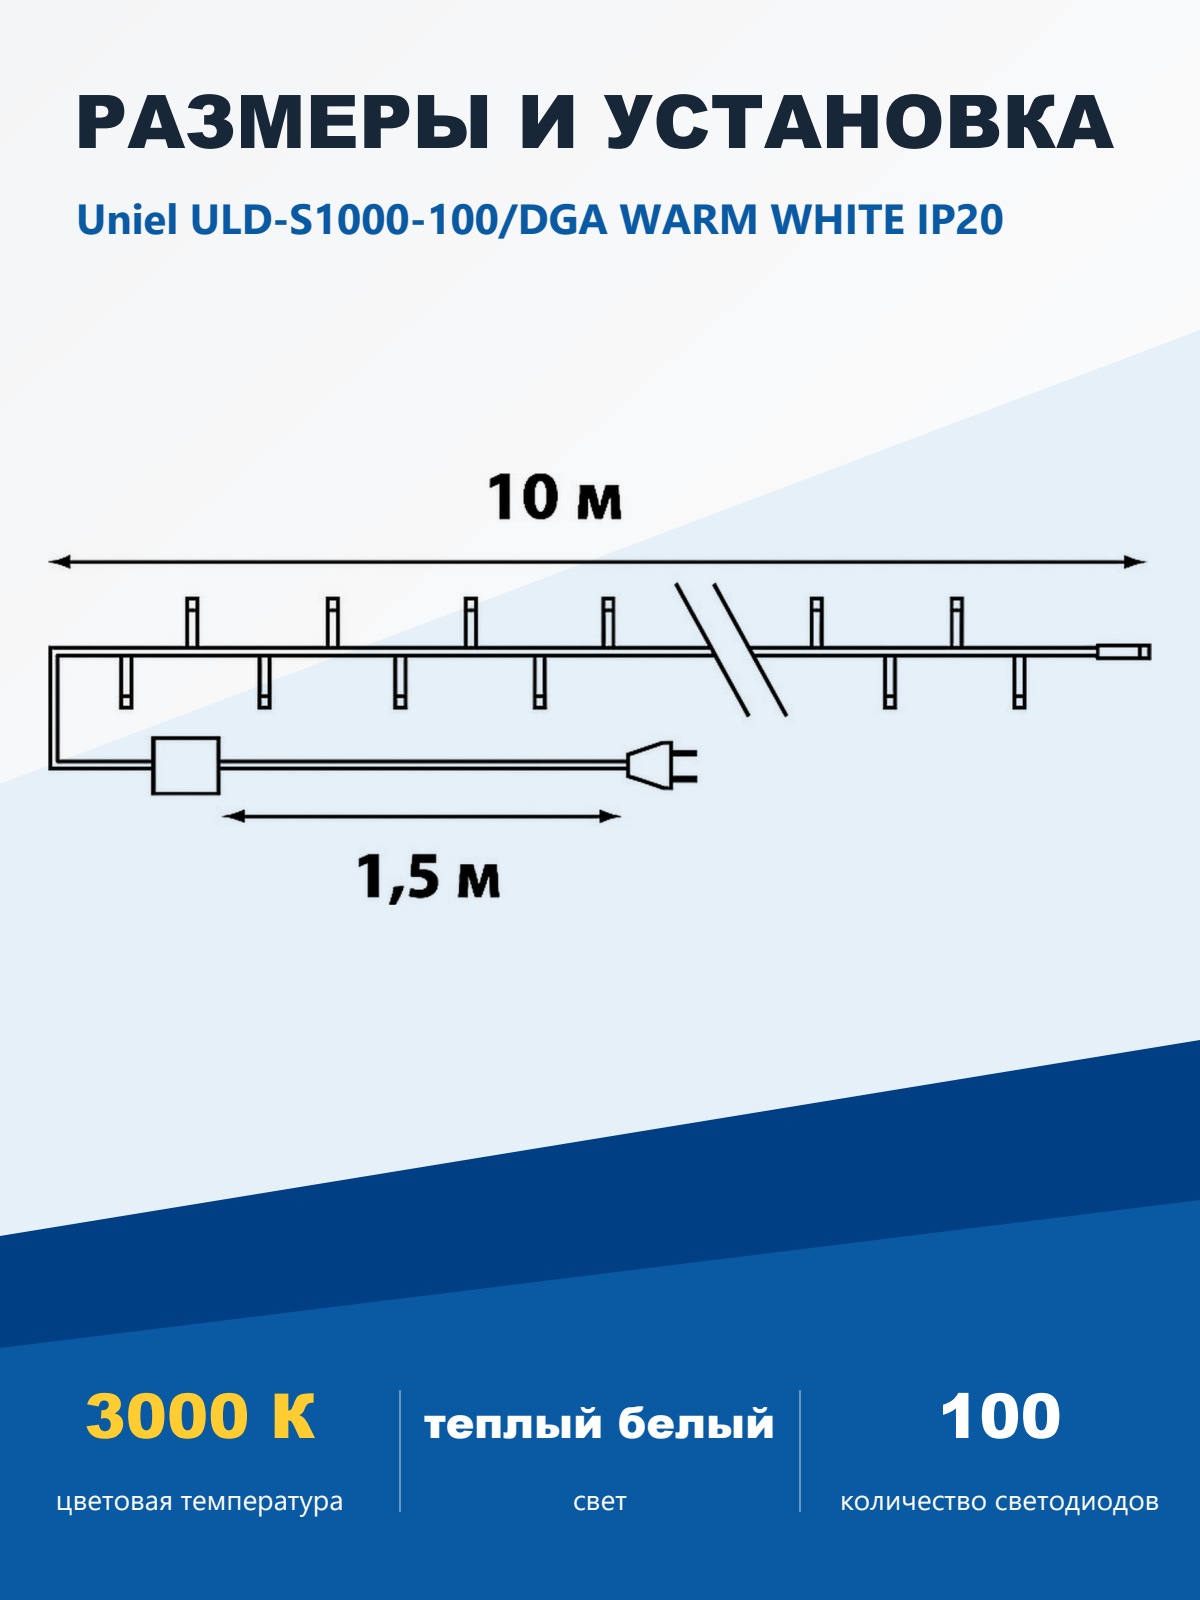 РАЗМЕРЫ И УСТАНОВКА
Uniel ULD-S1000-100/DGA WARM WHITE IP20
10 м
1,5 м
3000 К
теплый белый
100
цветовая температура
свет
количество светодиодов